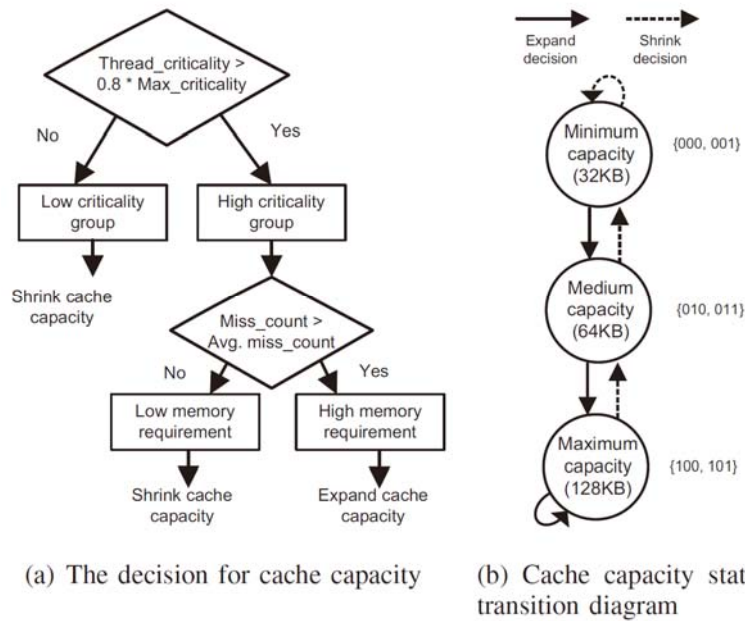 Thread_criticality >
0.8 * Max_criticality
No
Yes
Low criticality
group
High criticality
group
Shrink cache
capacity
Miss_count >
Avg. miss_count
No
Yes
Low memory
requirement
High memory
requirement
Shrink cache
capacity
Expand cache
capacity
(a) The decision for cache capacity
Expand
decision
Shrink
decision
Minimum
capacity
(32KB)
{000, 001}
Medium
capacity
(64KB)
{010, 011}
Maximum
capacity
(128KB)
{100, 101}
(b) Cache capacity stat
transition diagram